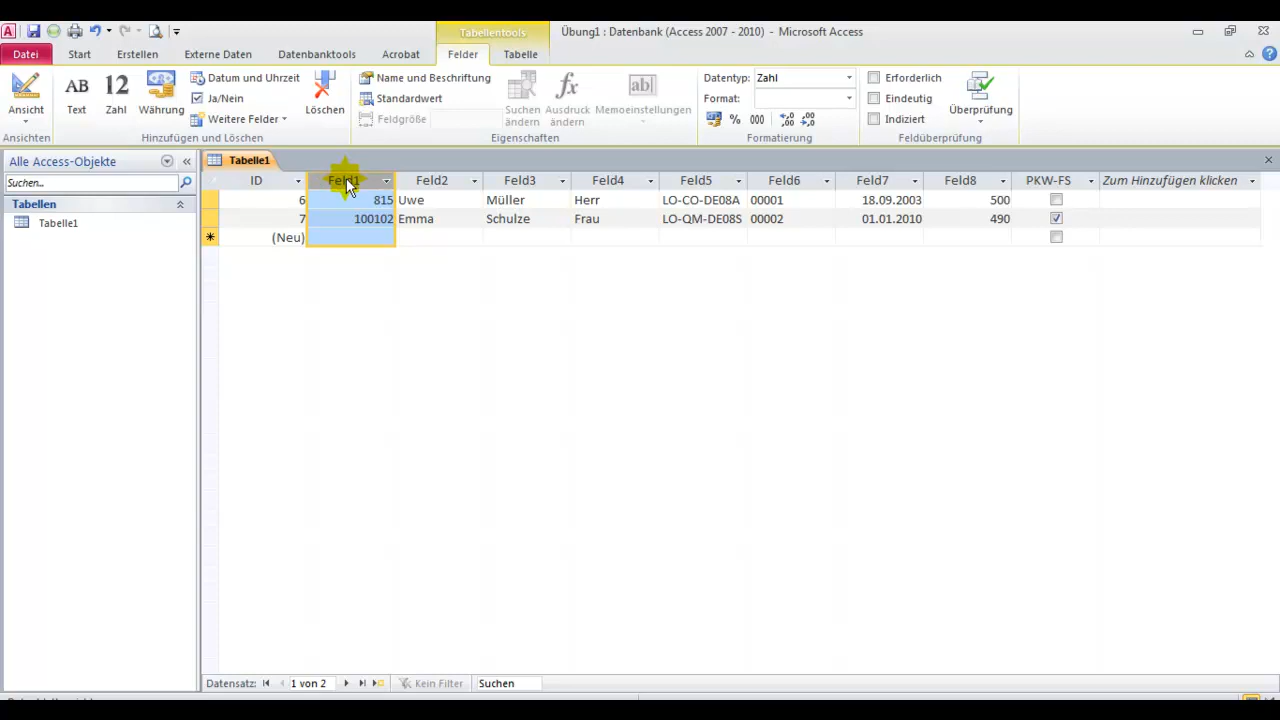 Tabellentools
Übung1 : Datenbank (Access 2007 - 2010) - Microsoft Access
Datei Start Erstellen Externe Daten Datenbanktools Acrobat Felder Tabelle
Ansicht
AB Text
12 Zahl
Währung
Datum und Uhrzeit
Ja/Nein
Weitere Felder
Löschen
Name und Beschriftung
Standardwert
Feldgröße
Suchen ändern
fx Ausdruck ändern
ab Memoeinstellungen
Datentyp: Zahl
Format:
% 000
Erforderlich
Eindeutig
Indiziert
Überprüfung
Ansichten Hinzufügen und Löschen Eigenschaften Formatierung Feldüberprüfung
Alle Access-Objekte
Suchen...
Tabellen
Tabelle1
Tabelle1
ID Feld1 Feld2 Feld3 Feld4 Feld5 Feld6 Feld7 Feld8 PKW-FS Zum Hinzufügen klicken
6 815 Uwe Müller Herr LO-CO-DE08A 00001 18.09.2003 500
7 100102 Emma Schulze Frau LO-QM-DE08S 00002 01.01.2010 490
(Neu)
Datensatz: 1 von 2 Kein Filter Suchen